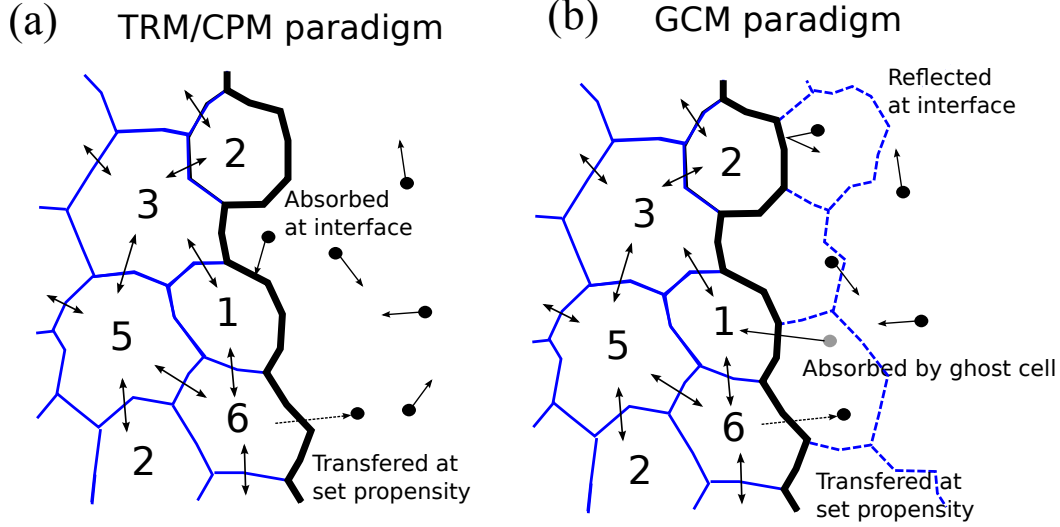 (a) TRM/CPM paradigm
2
3
Absorbed
at interface
1
5
6
2
Transfered at
set propensity
(b) GCM paradigm
Reflected
at interface
2
3
1
5
Absorbed by ghost cell
6
2
Transfered at
set propensity